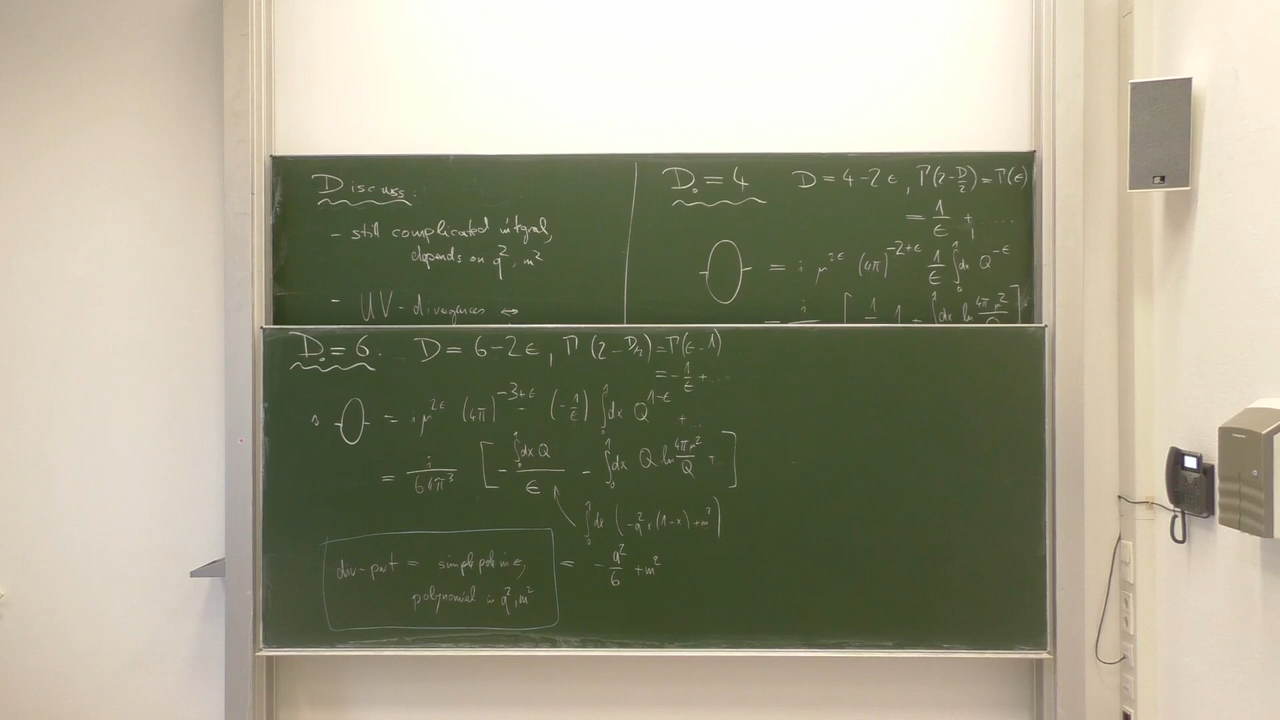 Discuss:
- still complicated integral,
depends on q², m²
- UV-divergences ⇔
D₀ = 4 D = 4-2ε, Γ(2-D/2) = Γ(ε)
= 1/ε + ....
= i μ^{2ε} (4π)^{-2+ε} 1/ε ∫₀¹dx Q^{-ε}
D₀ = 6. D = 6-2ε, Γ(2-D/2) = Γ(ε-1)
= -1/ε + ...
= i μ^{2ε} (4π)^{-3+ε} (-1/ε) ∫₀¹dx Q^{1-ε} + ..
= i/64π³ [ - ∫₀¹dx Q / ε - ∫₀¹dx Q ln 4πμ²/Q + ]
∫₀¹dx (-q² x(1-x) + m²)
div-part = simple pole in ε, = - q²/6 + m²
polynomial in q², m²